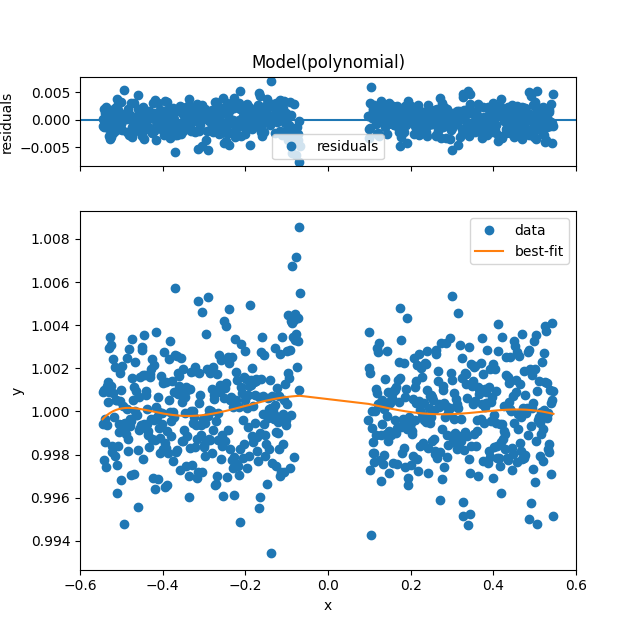 Model(polynomial)
residuals
0.005
0.000
−0.005
residuals
y
1.008
1.006
1.004
1.002
1.000
0.998
0.996
0.994
data
best-fit
−0.6 −0.4 −0.2 0.0 0.2 0.4 0.6
x